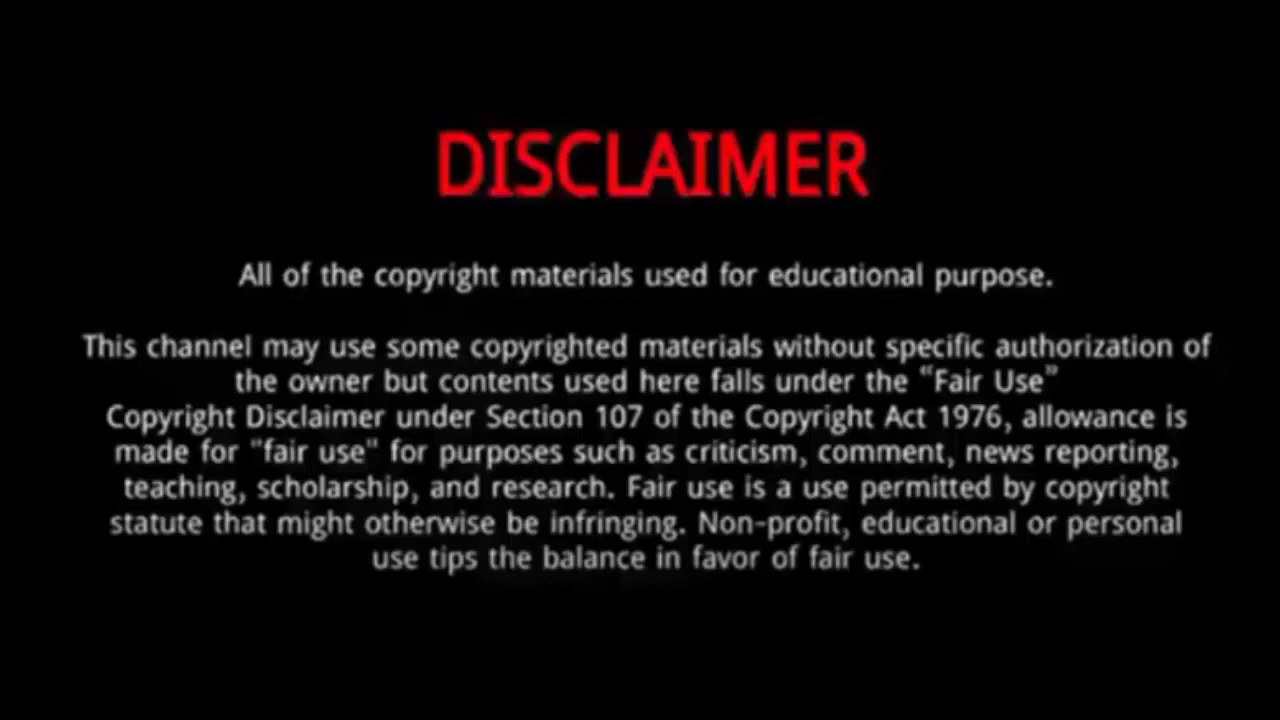 DISCLAIMER
All of the copyright materials used for educational purpose.
This channel may use some copyrighted materials without specific authorization of
the owner but contents used here falls under the “Fair Use”
Copyright Disclaimer under Section 107 of the Copyright Act 1976, allowance is
made for "fair use" for purposes such as criticism, comment, news reporting,
teaching, scholarship, and research. Fair use is a use permitted by copyright
statute that might otherwise be infringing. Non-profit, educational or personal
use tips the balance in favor of fair use.